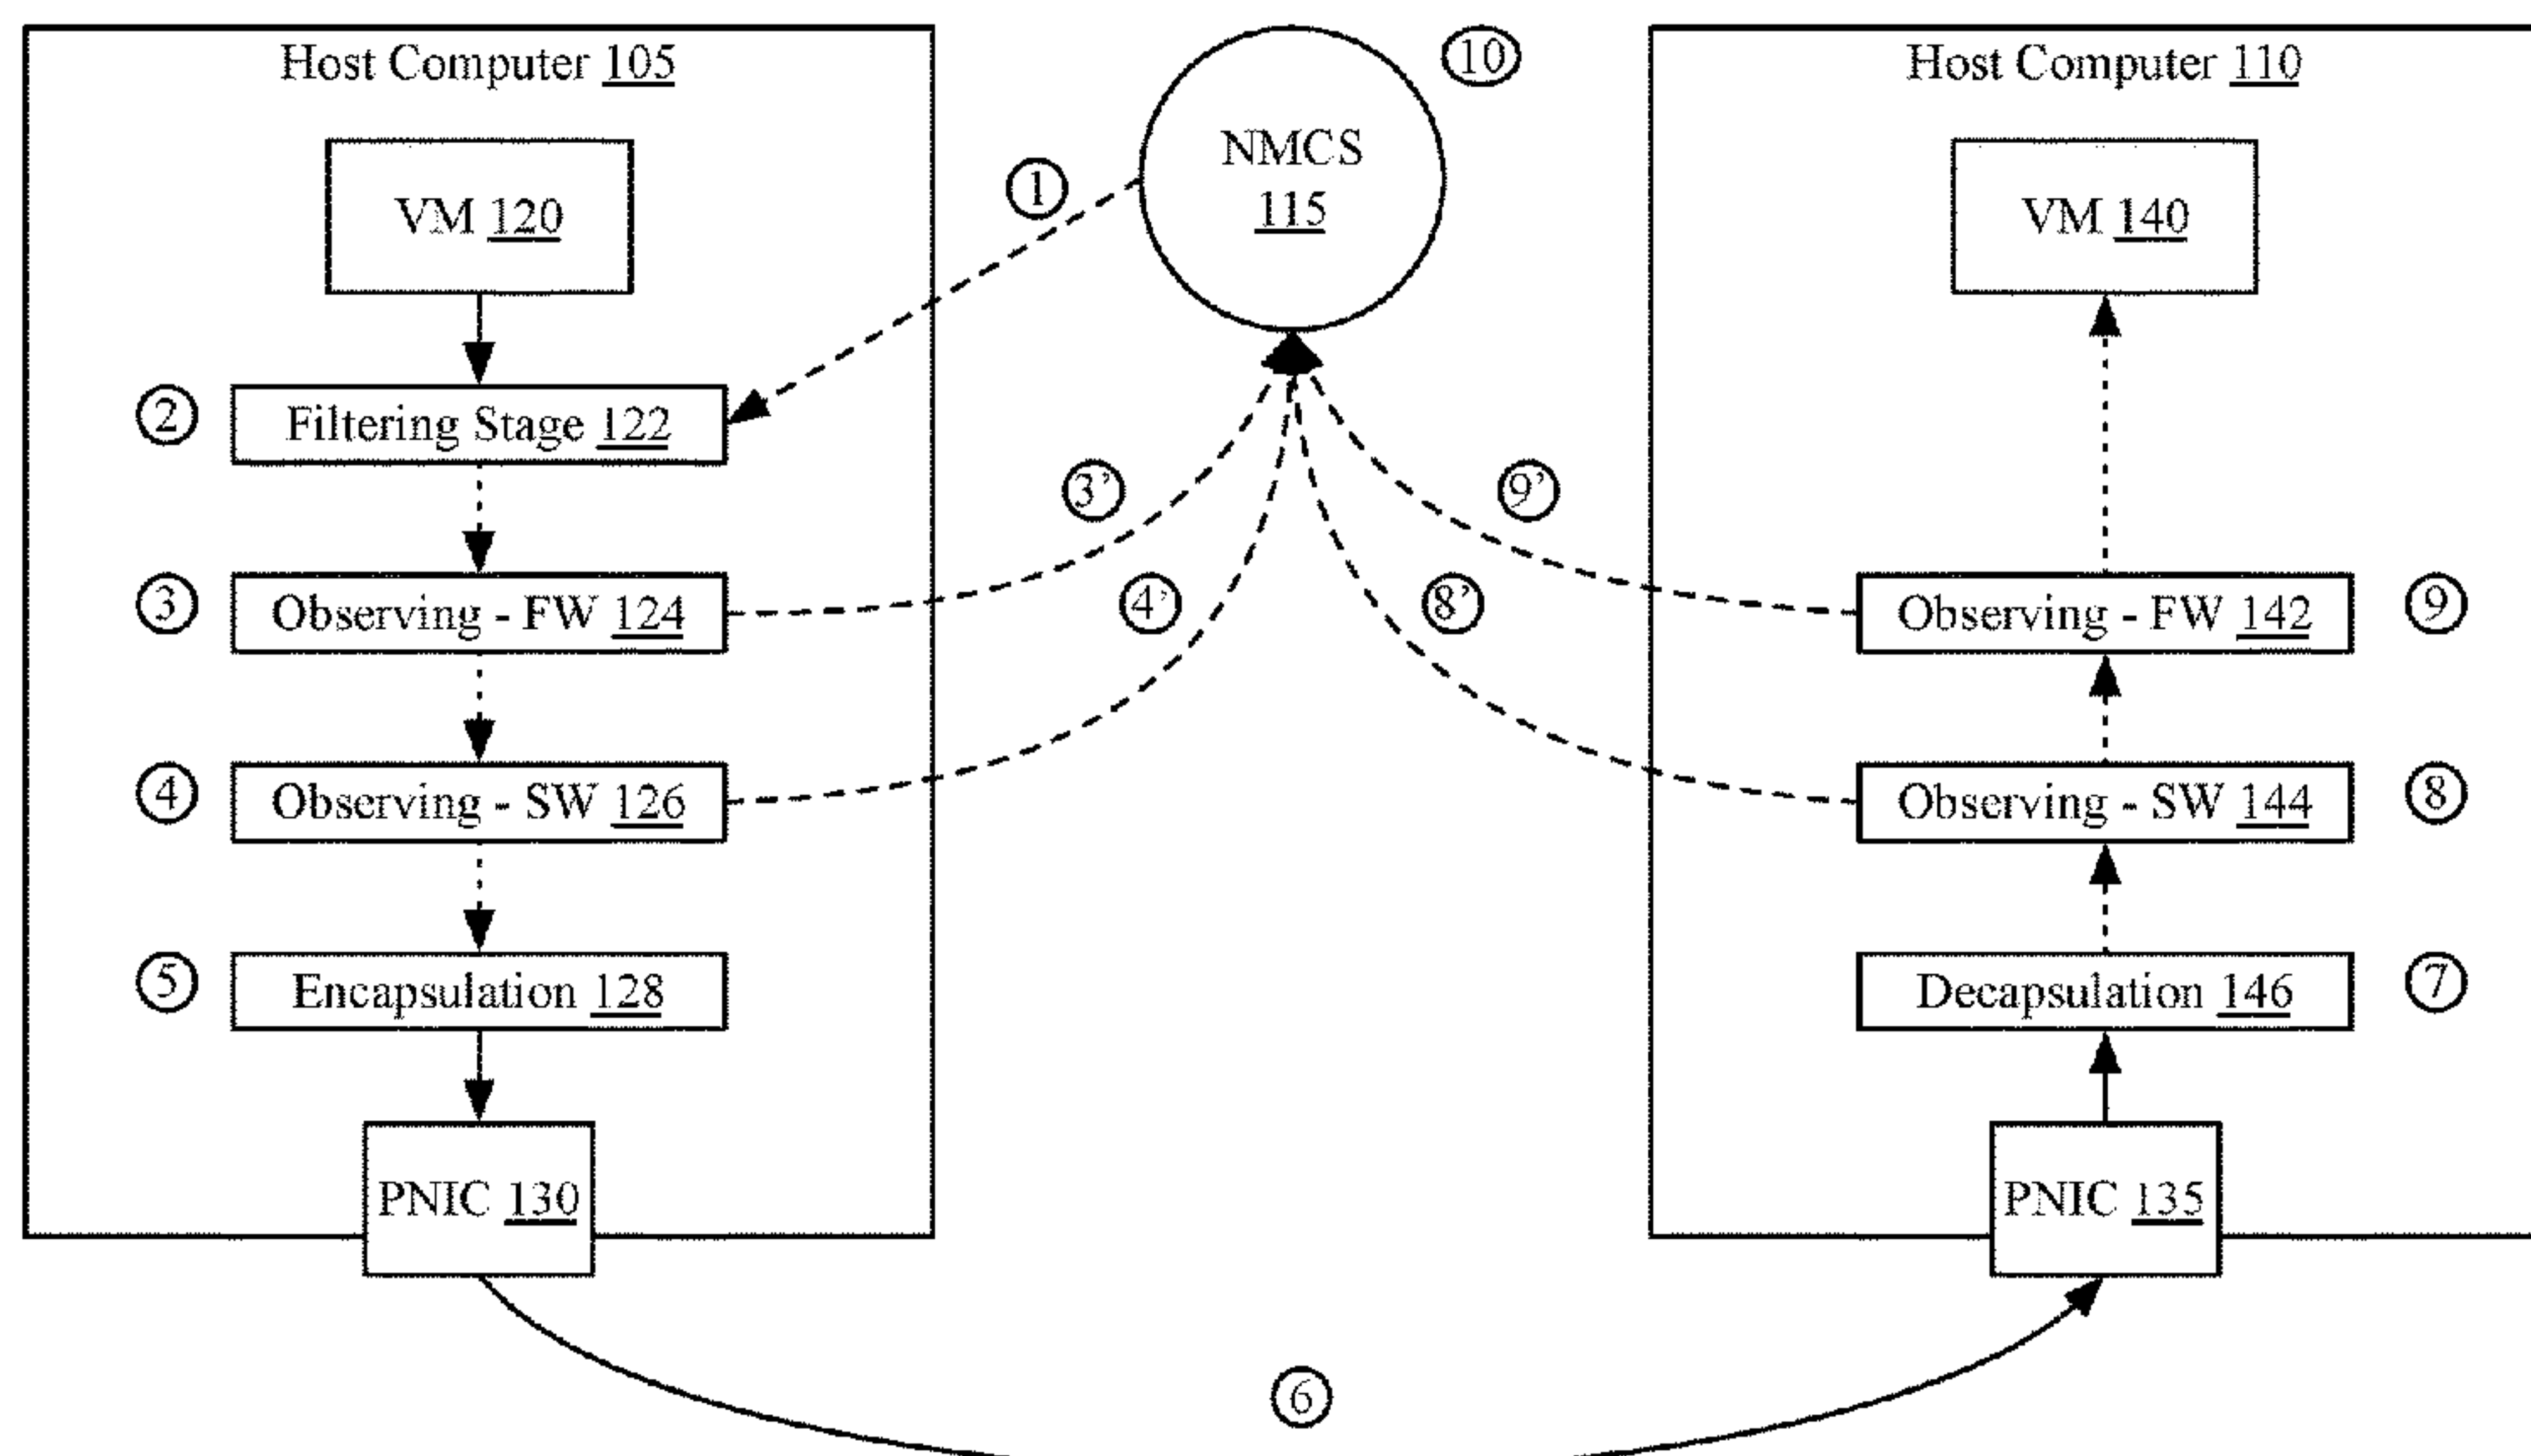 Host Computer 105
VM 120
2
Filtering Stage 122
3
Observing - FW 124
4
Observing - SW 126
5
Encapsulation 128
PNIC 130
10
NMCS
115
1
3’
9’
4’
8’
6
Host Computer 110
VM 140
Observing - FW 142
9
Observing - SW 144
8
Decapsulation 146
7
PNIC 135